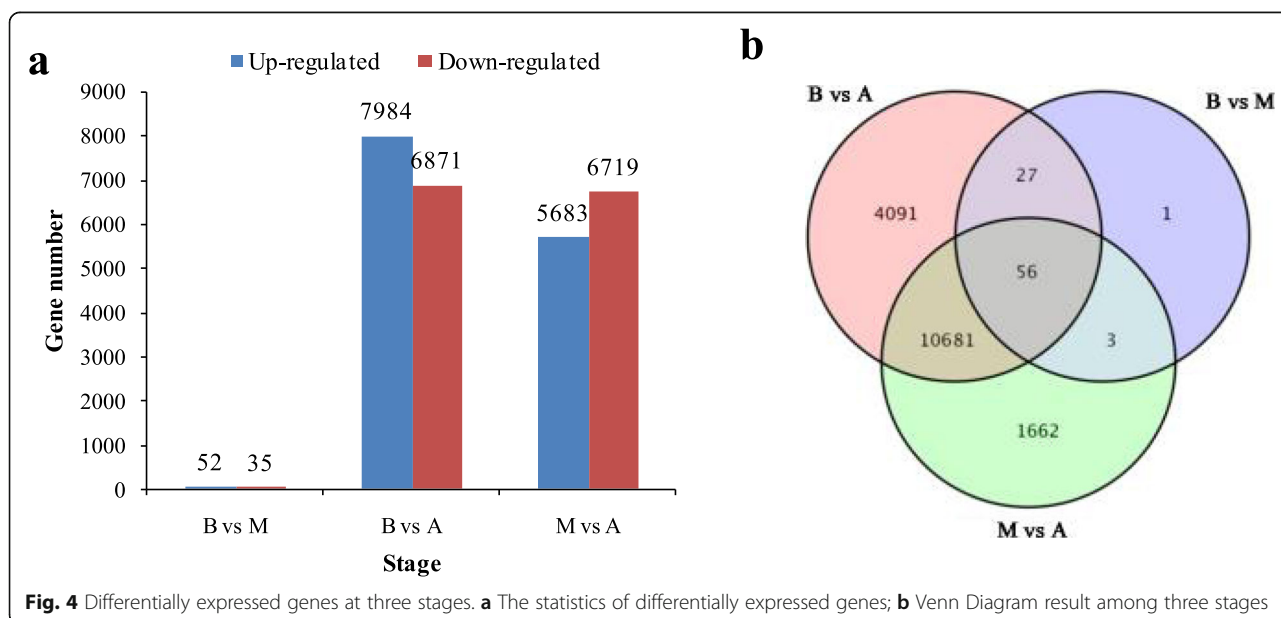 a
Up-regulated Down-regulated
9000
8000
7000
6000
5000
4000
3000
2000
1000
0
7984
6871
6719
5683
52 35
Gene number
B vs M B vs A M vs A
Stage
b
B vs A
B vs M
27
4091
1
56
10681
3
1662
M vs A
Fig. 4 Differentially expressed genes at three stages. a The statistics of differentially expressed genes; b Venn Diagram result among three stages